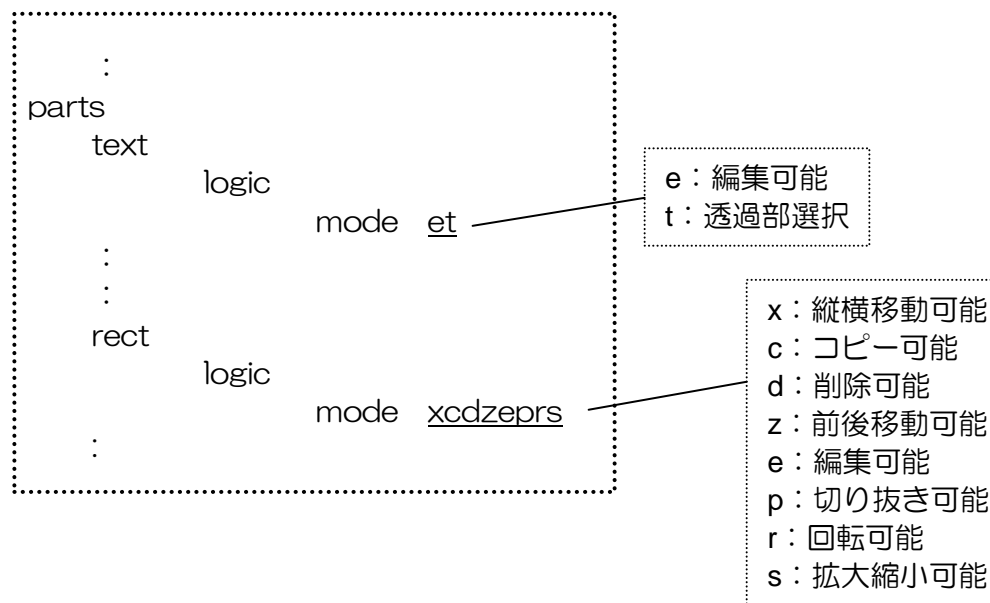 :
parts
text
logic
mode et
:
:
rect
logic
mode xcdzeprs
:
e：編集可能
t：透過部選択
x：縦横移動可能
c：コピー可能
d：削除可能
z：前後移動可能
e：編集可能
p：切り抜き可能
r：回転可能
s：拡大縮小可能